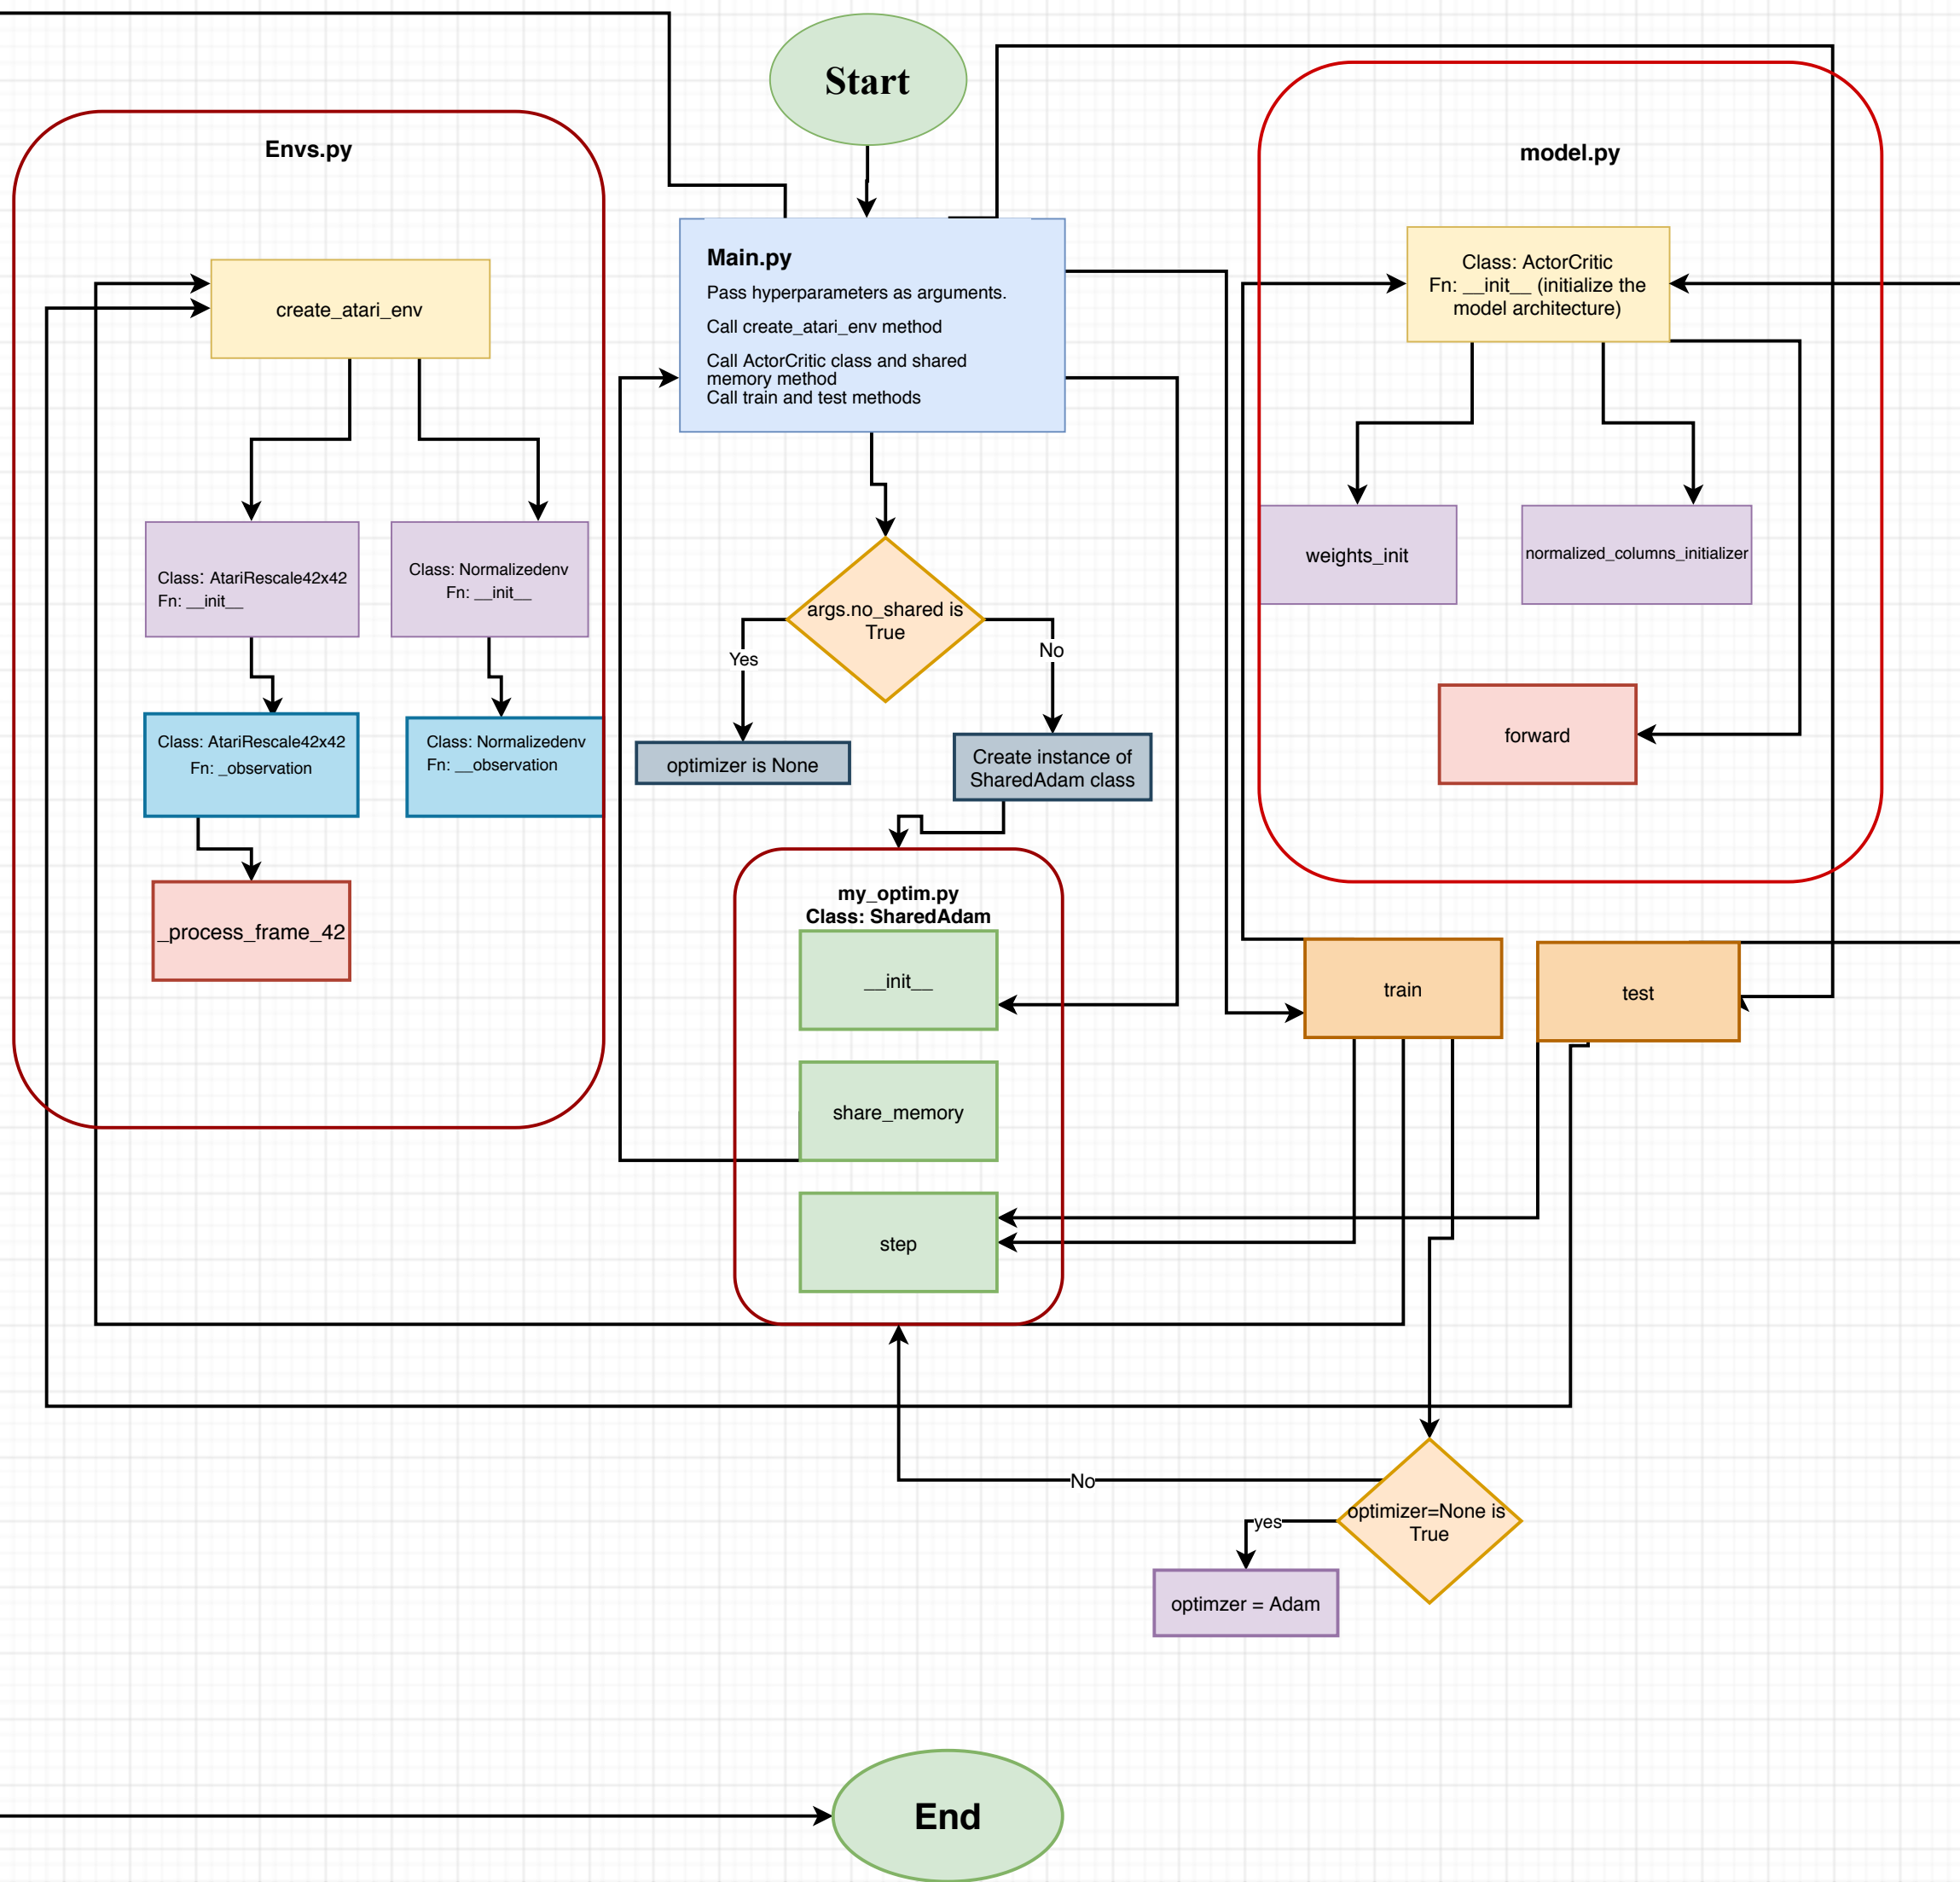 Start
Envs.py
model.py
Main.py
Pass hyperparameters as arguments.
Call create_atari_env method
Call ActorCritic class and shared
memory method
Call train and test methods
create_atari_env
Class: ActorCritic
Fn: __init__ (initialize the
model architecture)
Class: AtariRescale42x42
Fn: __init__
Class: Normalizedenv
Fn: __init__
weights_init
normalized_columns_initializer
args.no_shared is
True
Yes
No
Class: AtariRescale42x42
Fn: _observation
Class: Normalizedenv
Fn: __observation
optimizer is None
Create instance of
SharedAdam class
forward
_process_frame_42
my_optim.py
Class: SharedAdam
__init__
share_memory
step
train
test
No
optimizer=None is
True
yes
optimzer = Adam
End